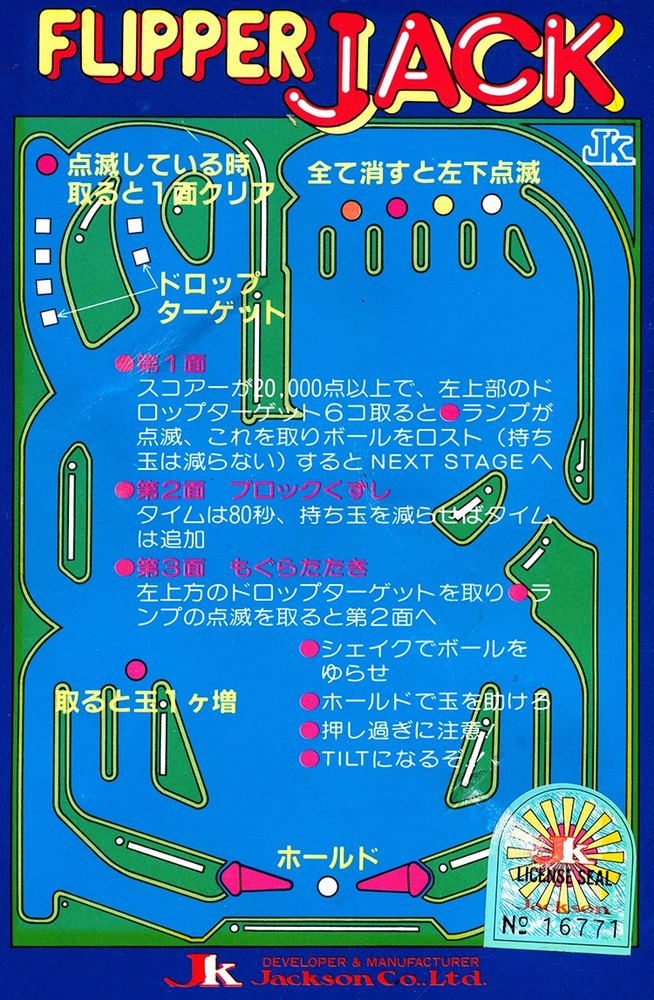 FLIPPER JACK
JK
点滅している時
取ると1面クリア
全て消すと左下点滅
ドロップ
ターゲット
●第1面
スコアーが20,000点以上で、左上部のド
ロップターゲット6コ取ると●ランプが
点滅、これを取りボールをロスト(持ち
玉は減らない)するとNEXT STAGEへ
●第2面 ブロックくずし
タイムは80秒、持ち玉を減らせばタイム
は追加
●第3面 もぐらたたき
左上方のドロップターゲットを取り●ラ
ンプの点滅を取ると第2面へ
●シェイクでボールを
ゆらせ
●ホールドで玉を助けろ
●押し過ぎに注意!
●TILTになるぞ!
取ると玉1ヶ増
ホールド
Jk
LICENSE SEAL
Jackson
№ 16771
Jk DEVELOPER & MANUFACTURER
Jackson Co.,Ltd.